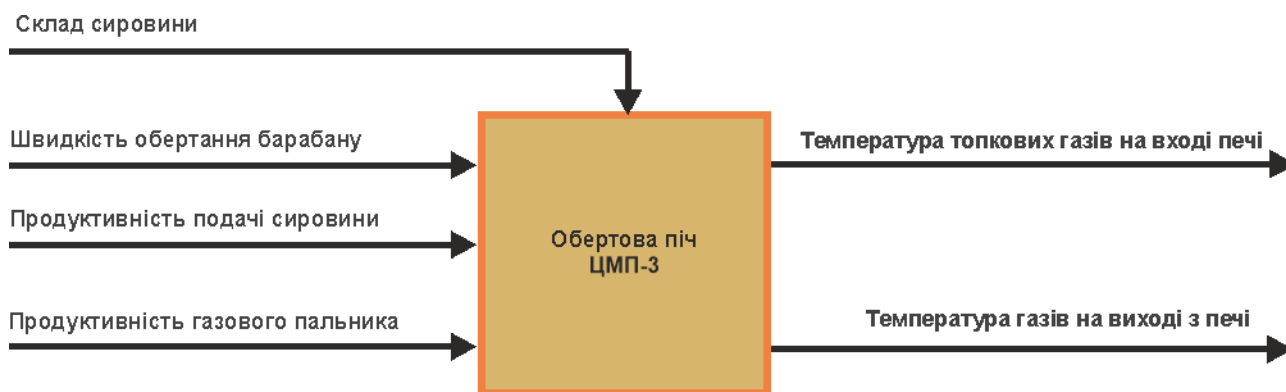 Склад сировини
Швидкість обертання барабану
Температура топкових газів на вході печі
Продуктивність подачі сировини
Обертова піч
ЦМП-3
Продуктивність газового пальника
Температура газів на виході з печі